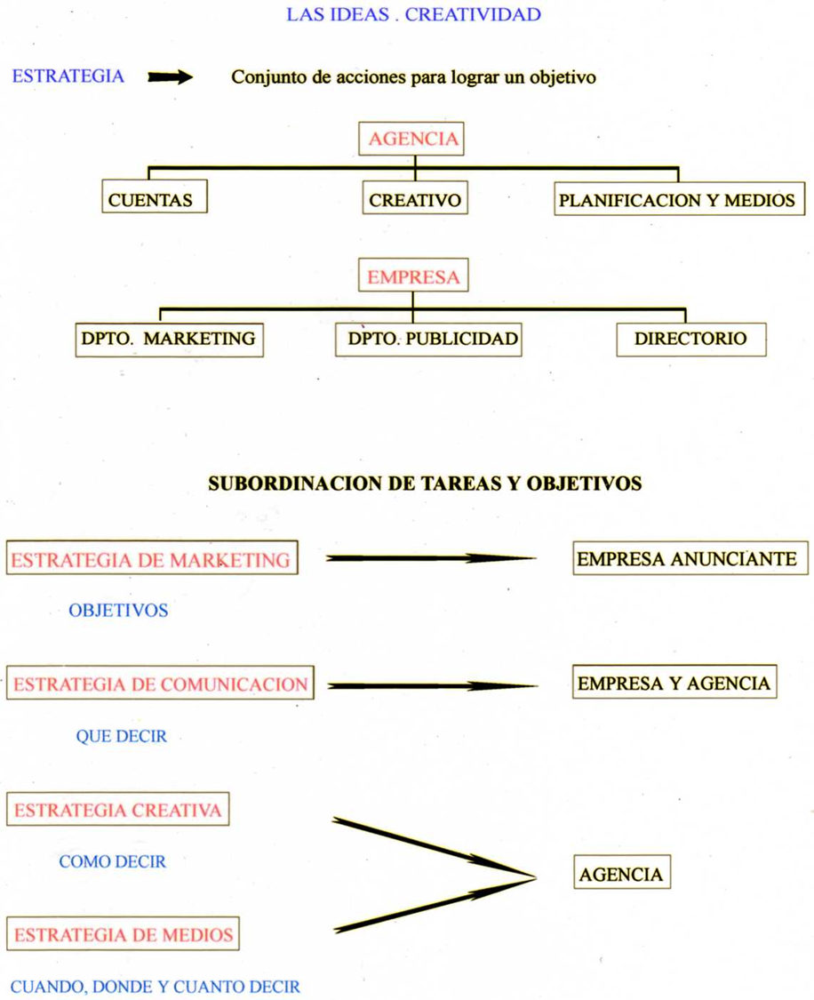 LAS IDEAS . CREATIVIDAD
ESTRATEGIA Conjunto de acciones para lograr un objetivo
AGENCIA
CUENTAS CREATIVO PLANIFICACION Y MEDIOS
EMPRESA
DPTO. MARKETING DPTO. PUBLICIDAD DIRECTORIO
SUBORDINACION DE TAREAS Y OBJETIVOS
ESTRATEGIA DE MARKETING EMPRESA ANUNCIANTE
OBJETIVOS
ESTRATEGIA DE COMUNICACION EMPRESA Y AGENCIA
QUE DECIR
ESTRATEGIA CREATIVA
COMO DECIR
AGENCIA
ESTRATEGIA DE MEDIOS
CUANDO, DONDE Y CUANTO DECIR